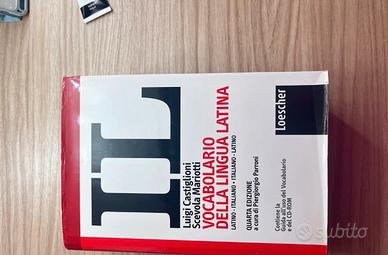 IL
Luigi Castiglioni
Scevola Mariotti
VOCABOLARIO
DELLA LINGUA LATINA
LATINO • ITALIANO • ITALIANO • LATINO
QUARTA EDIZIONE
a cura di Piergiorgio Parroni
Contiene la
Guida all'uso del Vocabolario
e del CD-ROM
Loescher
subito